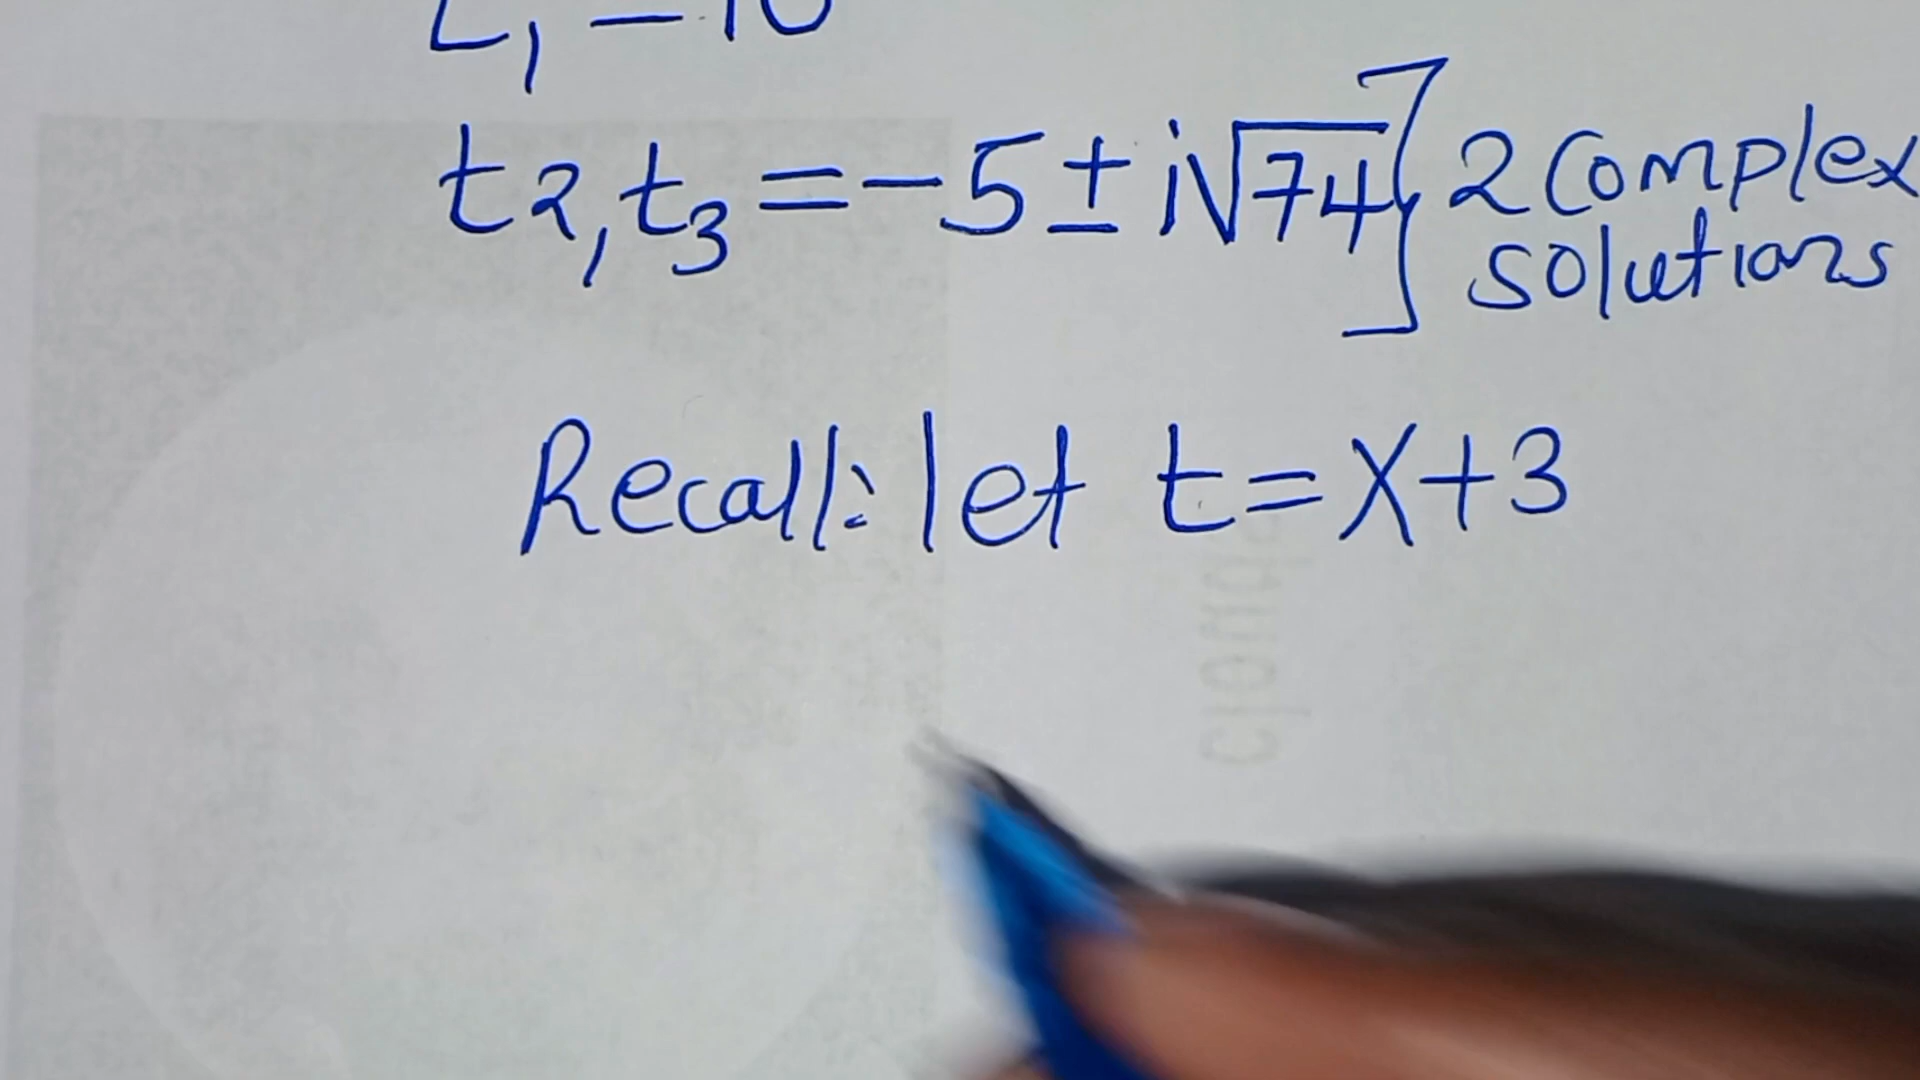 t₂,t₃=-5±i√74] 2 Complex
solutions
Recall: let t=x+3